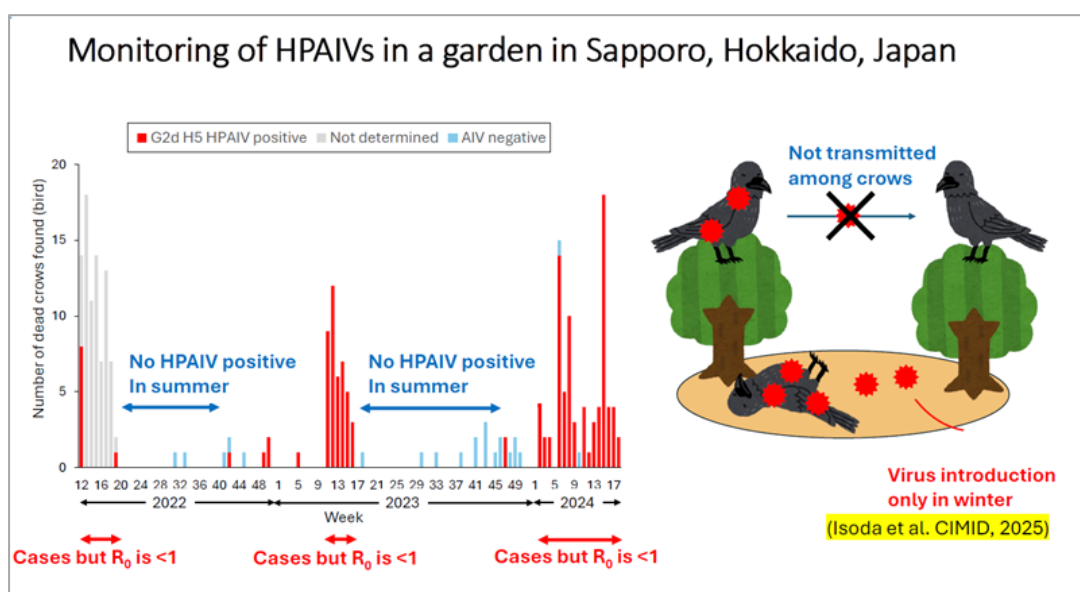 Monitoring of HPAIVs in a garden in Sapporo, Hokkaido, Japan
G2d H5 HPAIV positive Not determined AIV negative
Number of dead crows found (bird)
20
15
10
5
0
No HPAIV positive
In summer
No HPAIV positive
In summer
12 16 20 24 28 32 36 40 44 48 1 5 9 13 17 21 25 29 33 37 41 45 49 1 5 9 13 17
2022 2023 2024
Week
Cases but R₀ is <1
Cases but R₀ is <1
Cases but R₀ is <1
Not transmitted
among crows
Virus introduction
only in winter
(Isoda et al. CIMID, 2025)